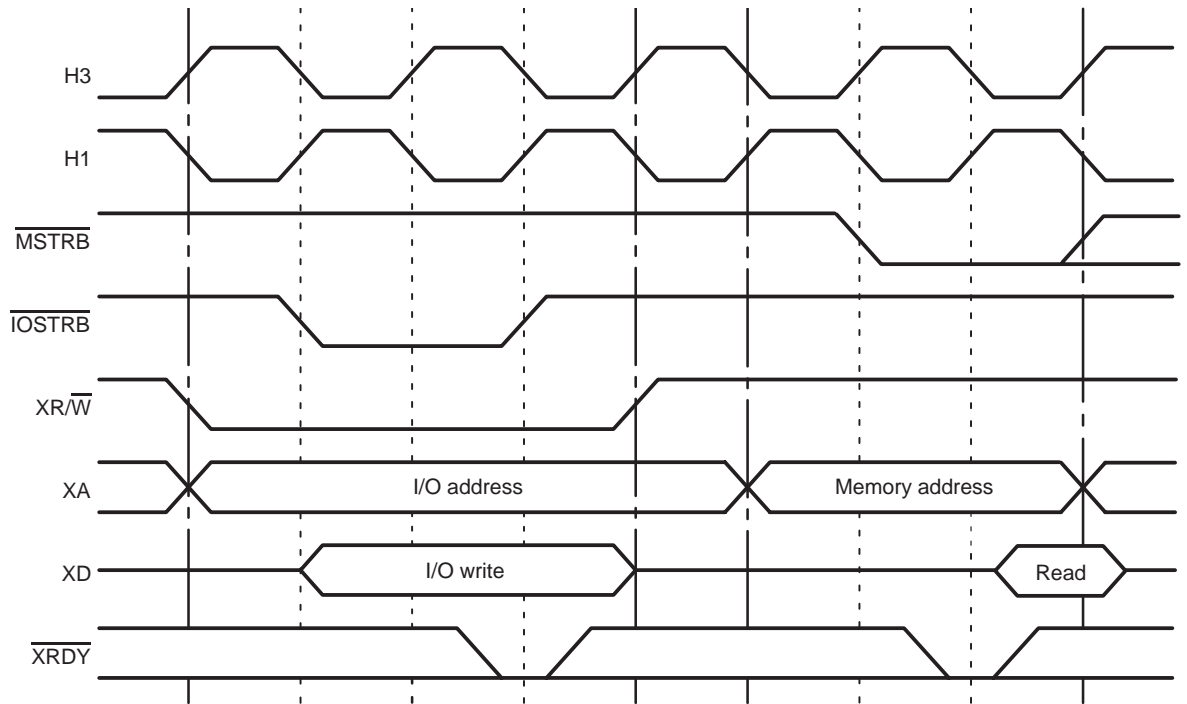 H3
H1
MSTRB
IOSTRB
XR/W
XA
I/O address
Memory address
XD
I/O write
Read
XRDY